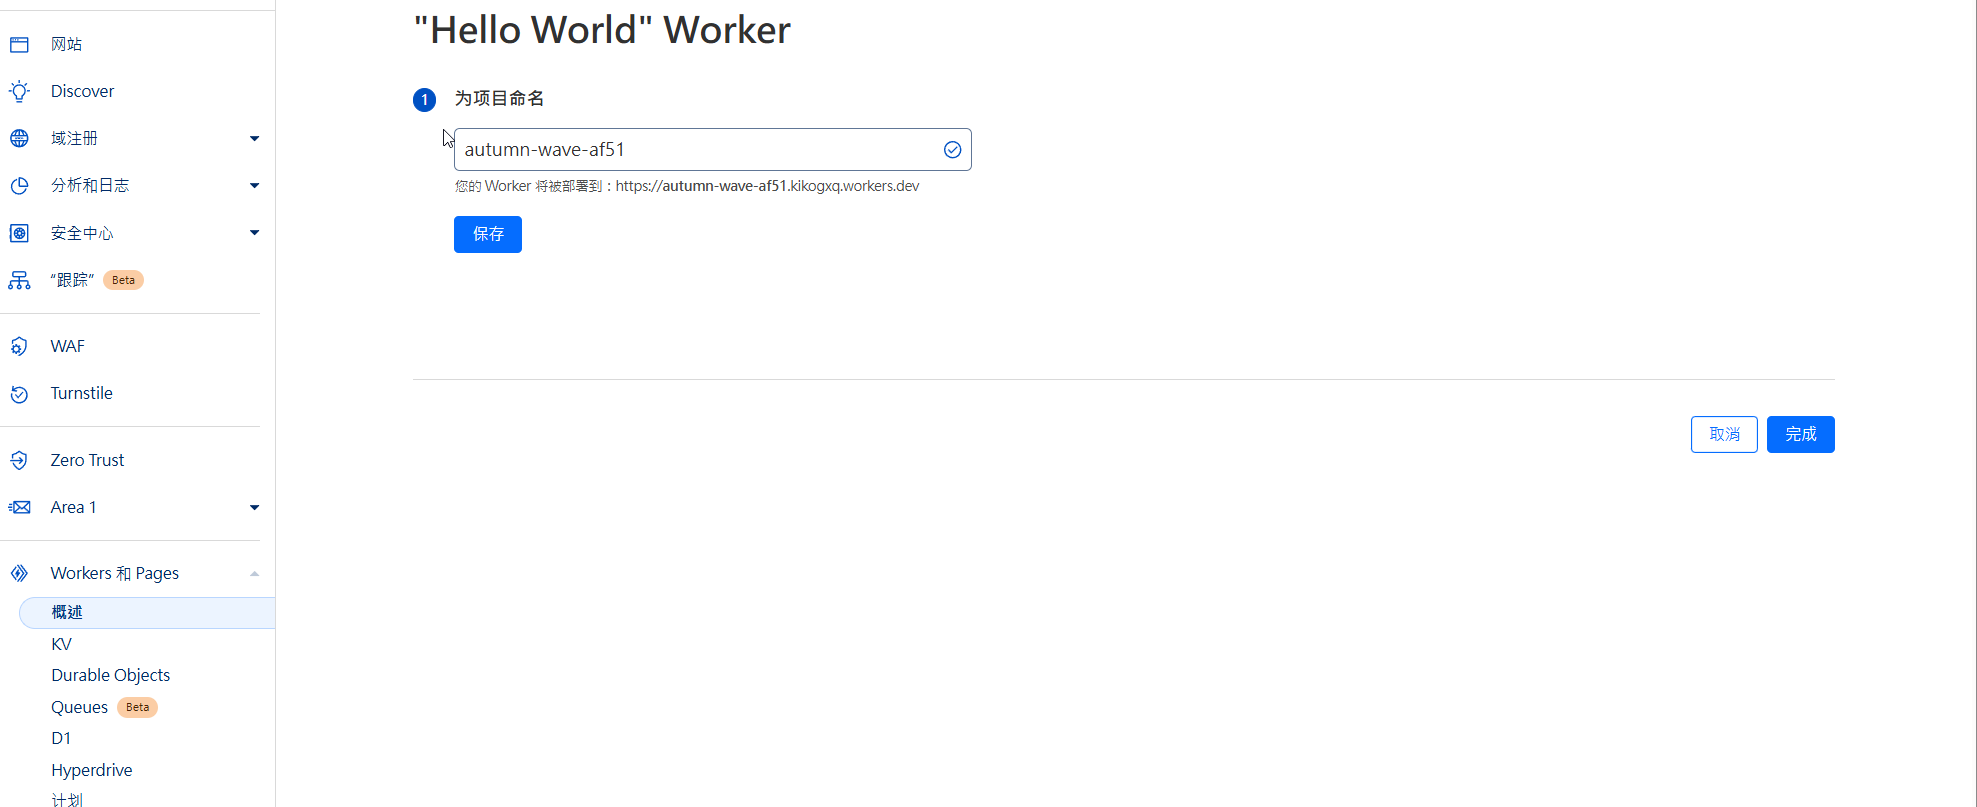 网站
Discover
域注册
分析和日志
安全中心
“跟踪” Beta
WAF
Turnstile
Zero Trust
Area 1
Workers 和 Pages
概述
KV
Durable Objects
Queues Beta
D1
Hyperdrive
计划
"Hello World" Worker
1 为项目命名
autumn-wave-af51
您的 Worker 将被部署到：https://autumn-wave-af51.kikogxq.workers.dev
保存
取消 完成